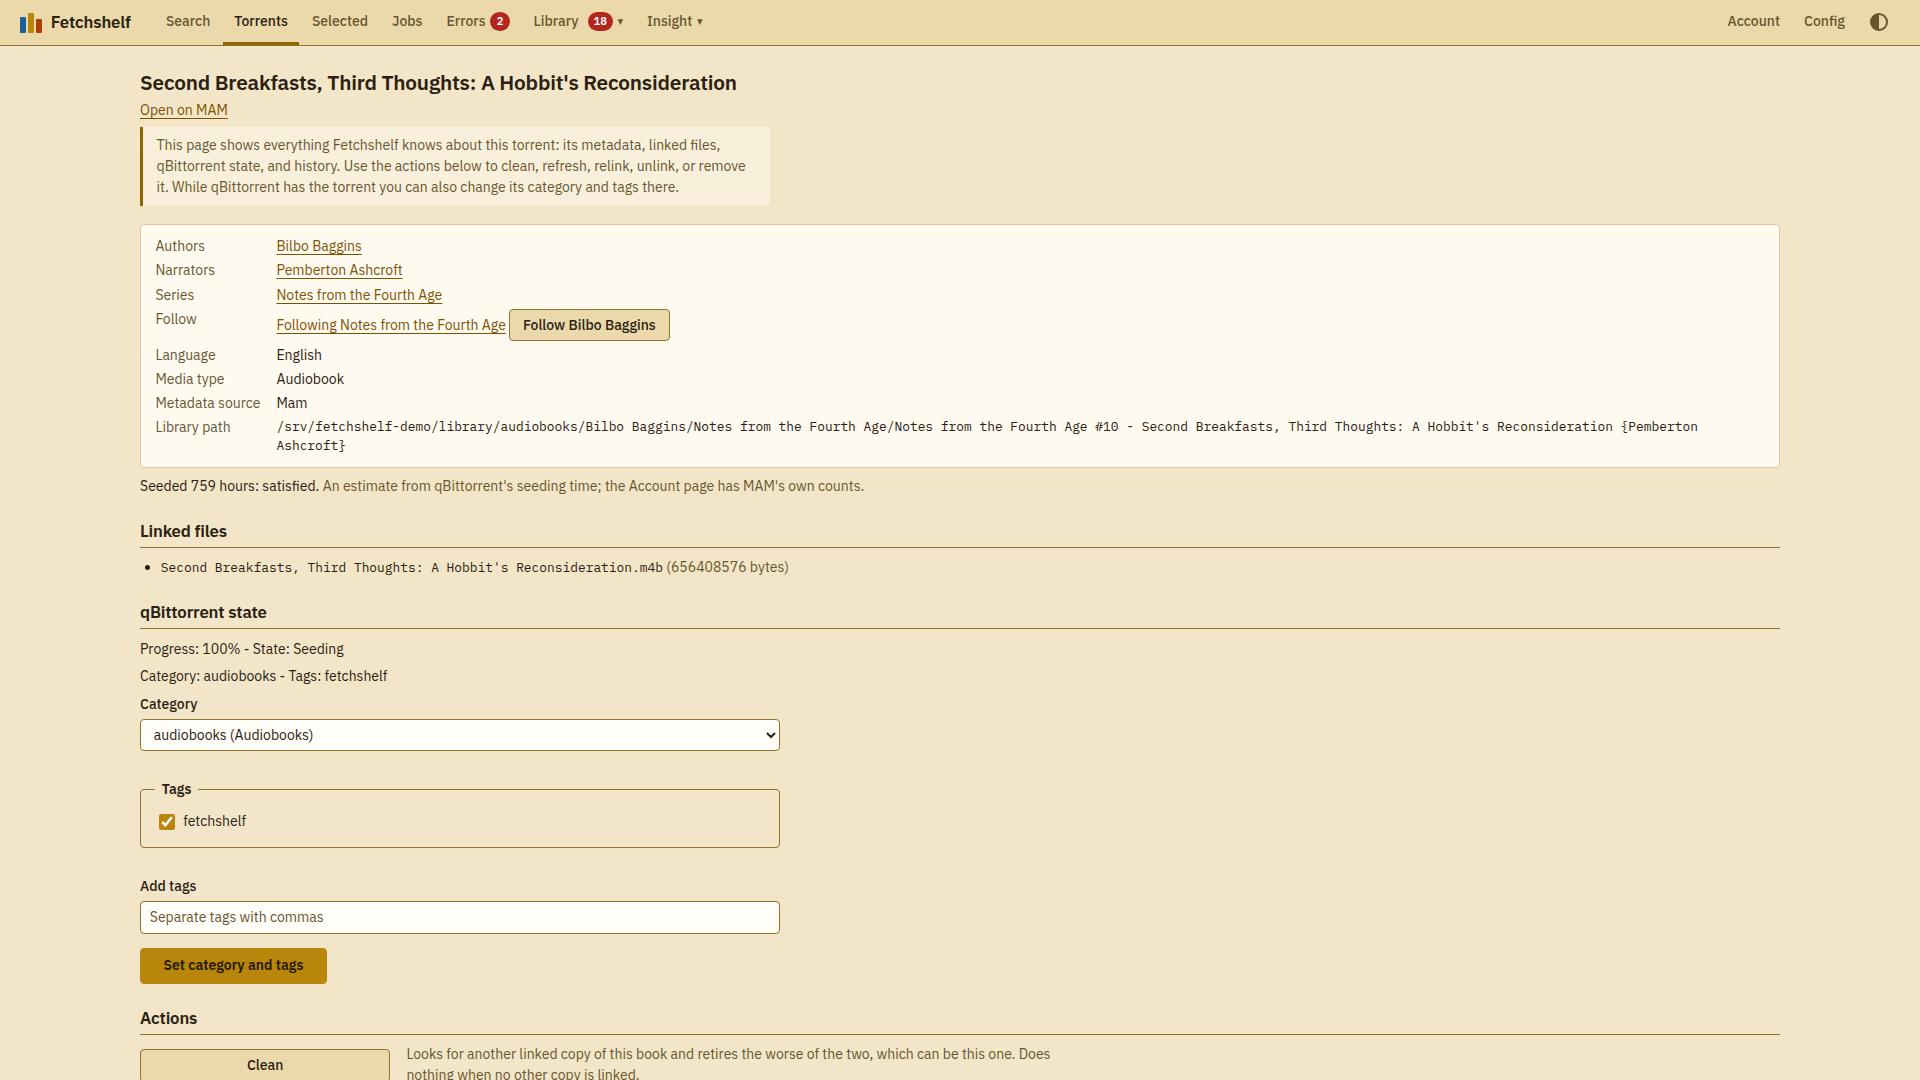 Fetchshelf Search Torrents Selected Jobs Errors 2 Library 18 ▾ Insight ▾ Account Config
Second Breakfasts, Third Thoughts: A Hobbit's Reconsideration
Open on MAM
This page shows everything Fetchshelf knows about this torrent: its metadata, linked files,
qBittorrent state, and history. Use the actions below to clean, refresh, relink, unlink, or remove
it. While qBittorrent has the torrent you can also change its category and tags there.
Authors Bilbo Baggins
Narrators Pemberton Ashcroft
Series Notes from the Fourth Age
Follow Following Notes from the Fourth Age Follow Bilbo Baggins
Language English
Media type Audiobook
Metadata source Mam
Library path /srv/fetchshelf-demo/library/audiobooks/Bilbo Baggins/Notes from the Fourth Age/Notes from the Fourth Age #10 - Second Breakfasts, Third Thoughts: A Hobbit's Reconsideration {Pemberton
Ashcroft}
Seeded 759 hours: satisfied. An estimate from qBittorrent's seeding time; the Account page has MAM's own counts.
Linked files
• Second Breakfasts, Third Thoughts: A Hobbit's Reconsideration.m4b (656408576 bytes)
qBittorrent state
Progress: 100% - State: Seeding
Category: audiobooks - Tags: fetchshelf
Category
audiobooks (Audiobooks)
Tags
fetchshelf
Add tags
Separate tags with commas
Set category and tags
Actions
Clean Looks for another linked copy of this book and retires the worse of the two, which can be this one. Does
nothing when no other copy is linked.